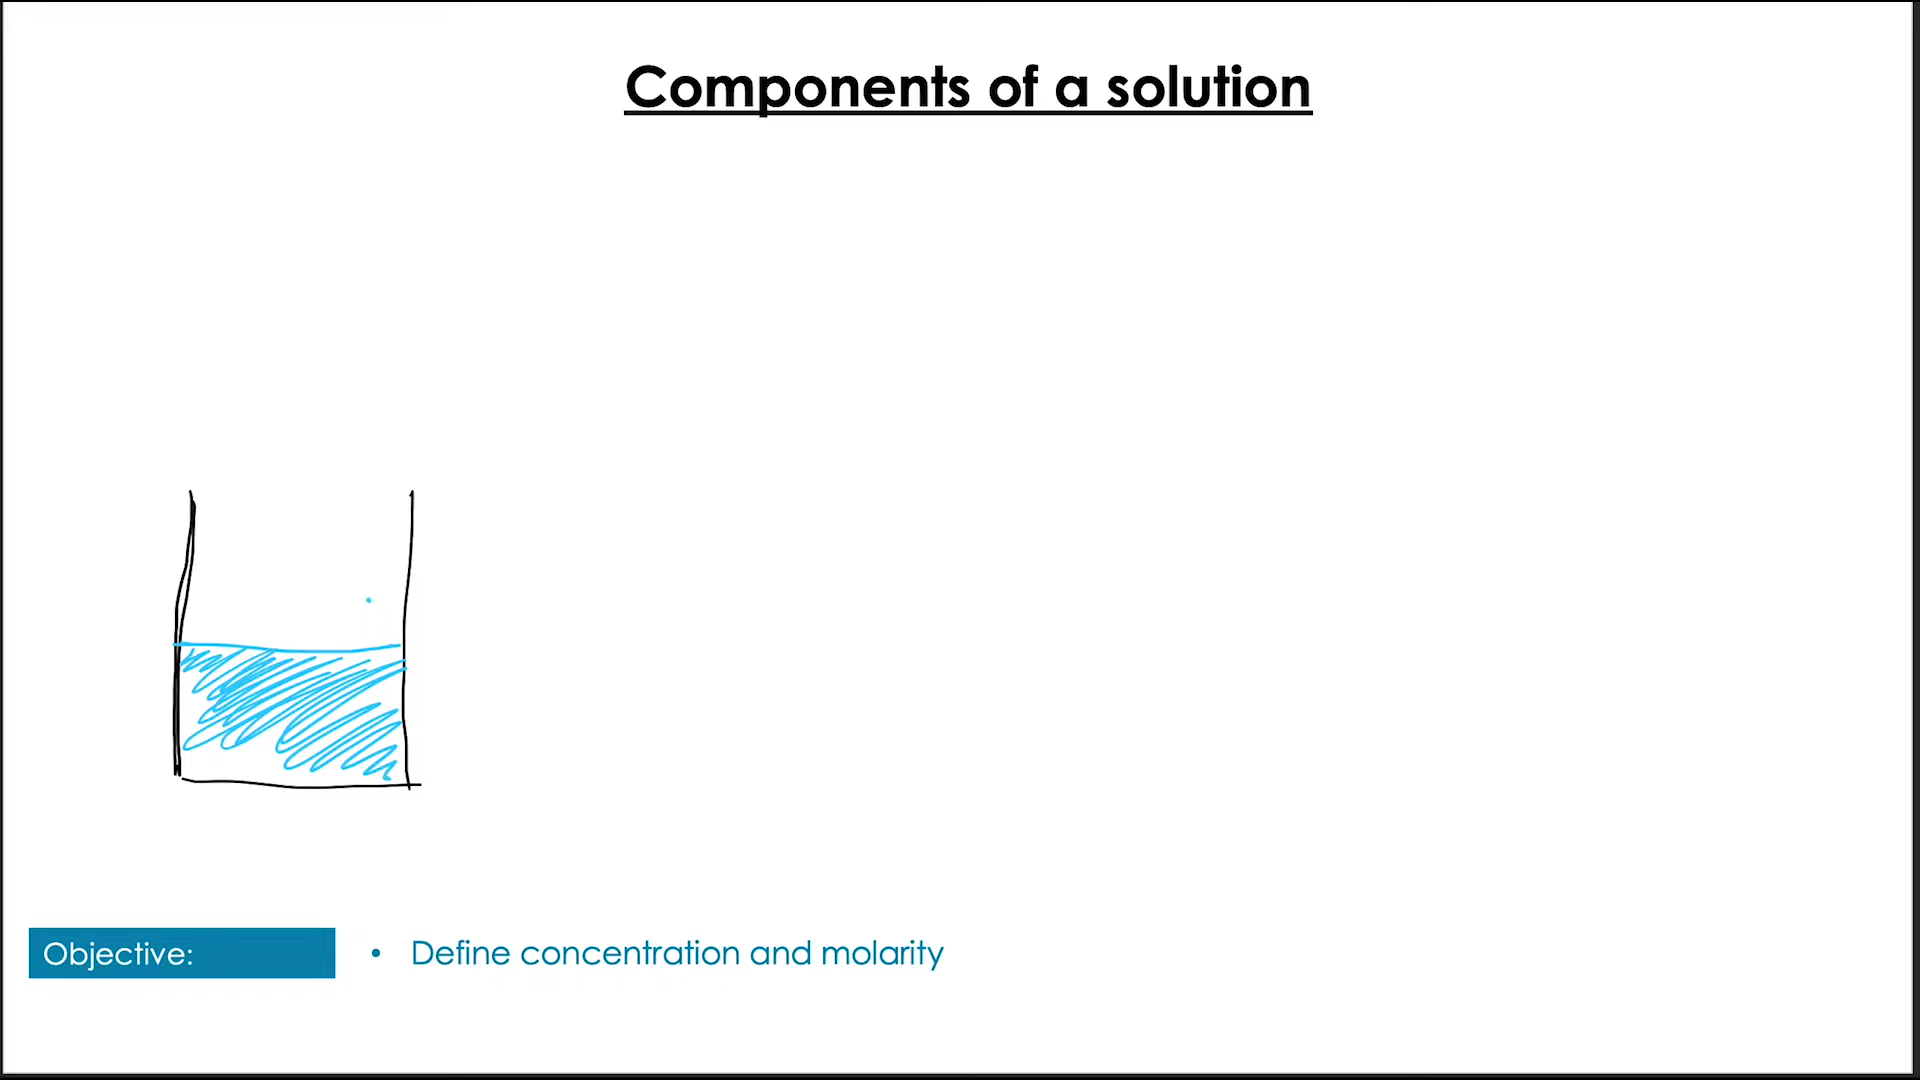 Components of a solution
Objective:
• Define concentration and molarity